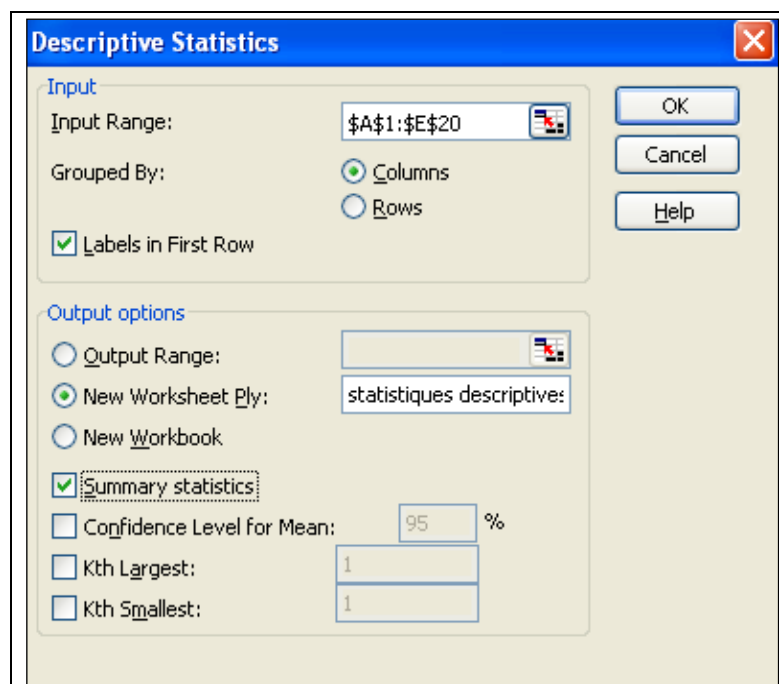 Descriptive Statistics
Input
Input Range:
$A$1:$E$20
Grouped By:
Columns
Rows
Labels in First Row
OK
Cancel
Help
Output options
Output Range:
New Worksheet Ply:
statistiques descriptives
New Workbook
Summary statistics
Confidence Level for Mean:
95
%
Kth Largest:
1
Kth Smallest:
1